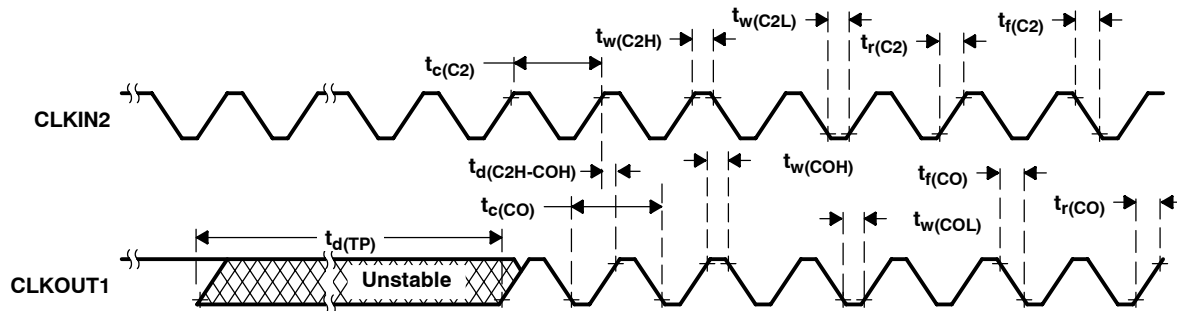 tw(C2H)
tw(C2L)
tr(C2)
tf(C2)
tc(C2)
CLKIN2
td(C2H-COH)
tw(COH)
tf(CO)
tc(CO)
tr(CO)
tw(COL)
td(TP)
CLKOUT1
Unstable